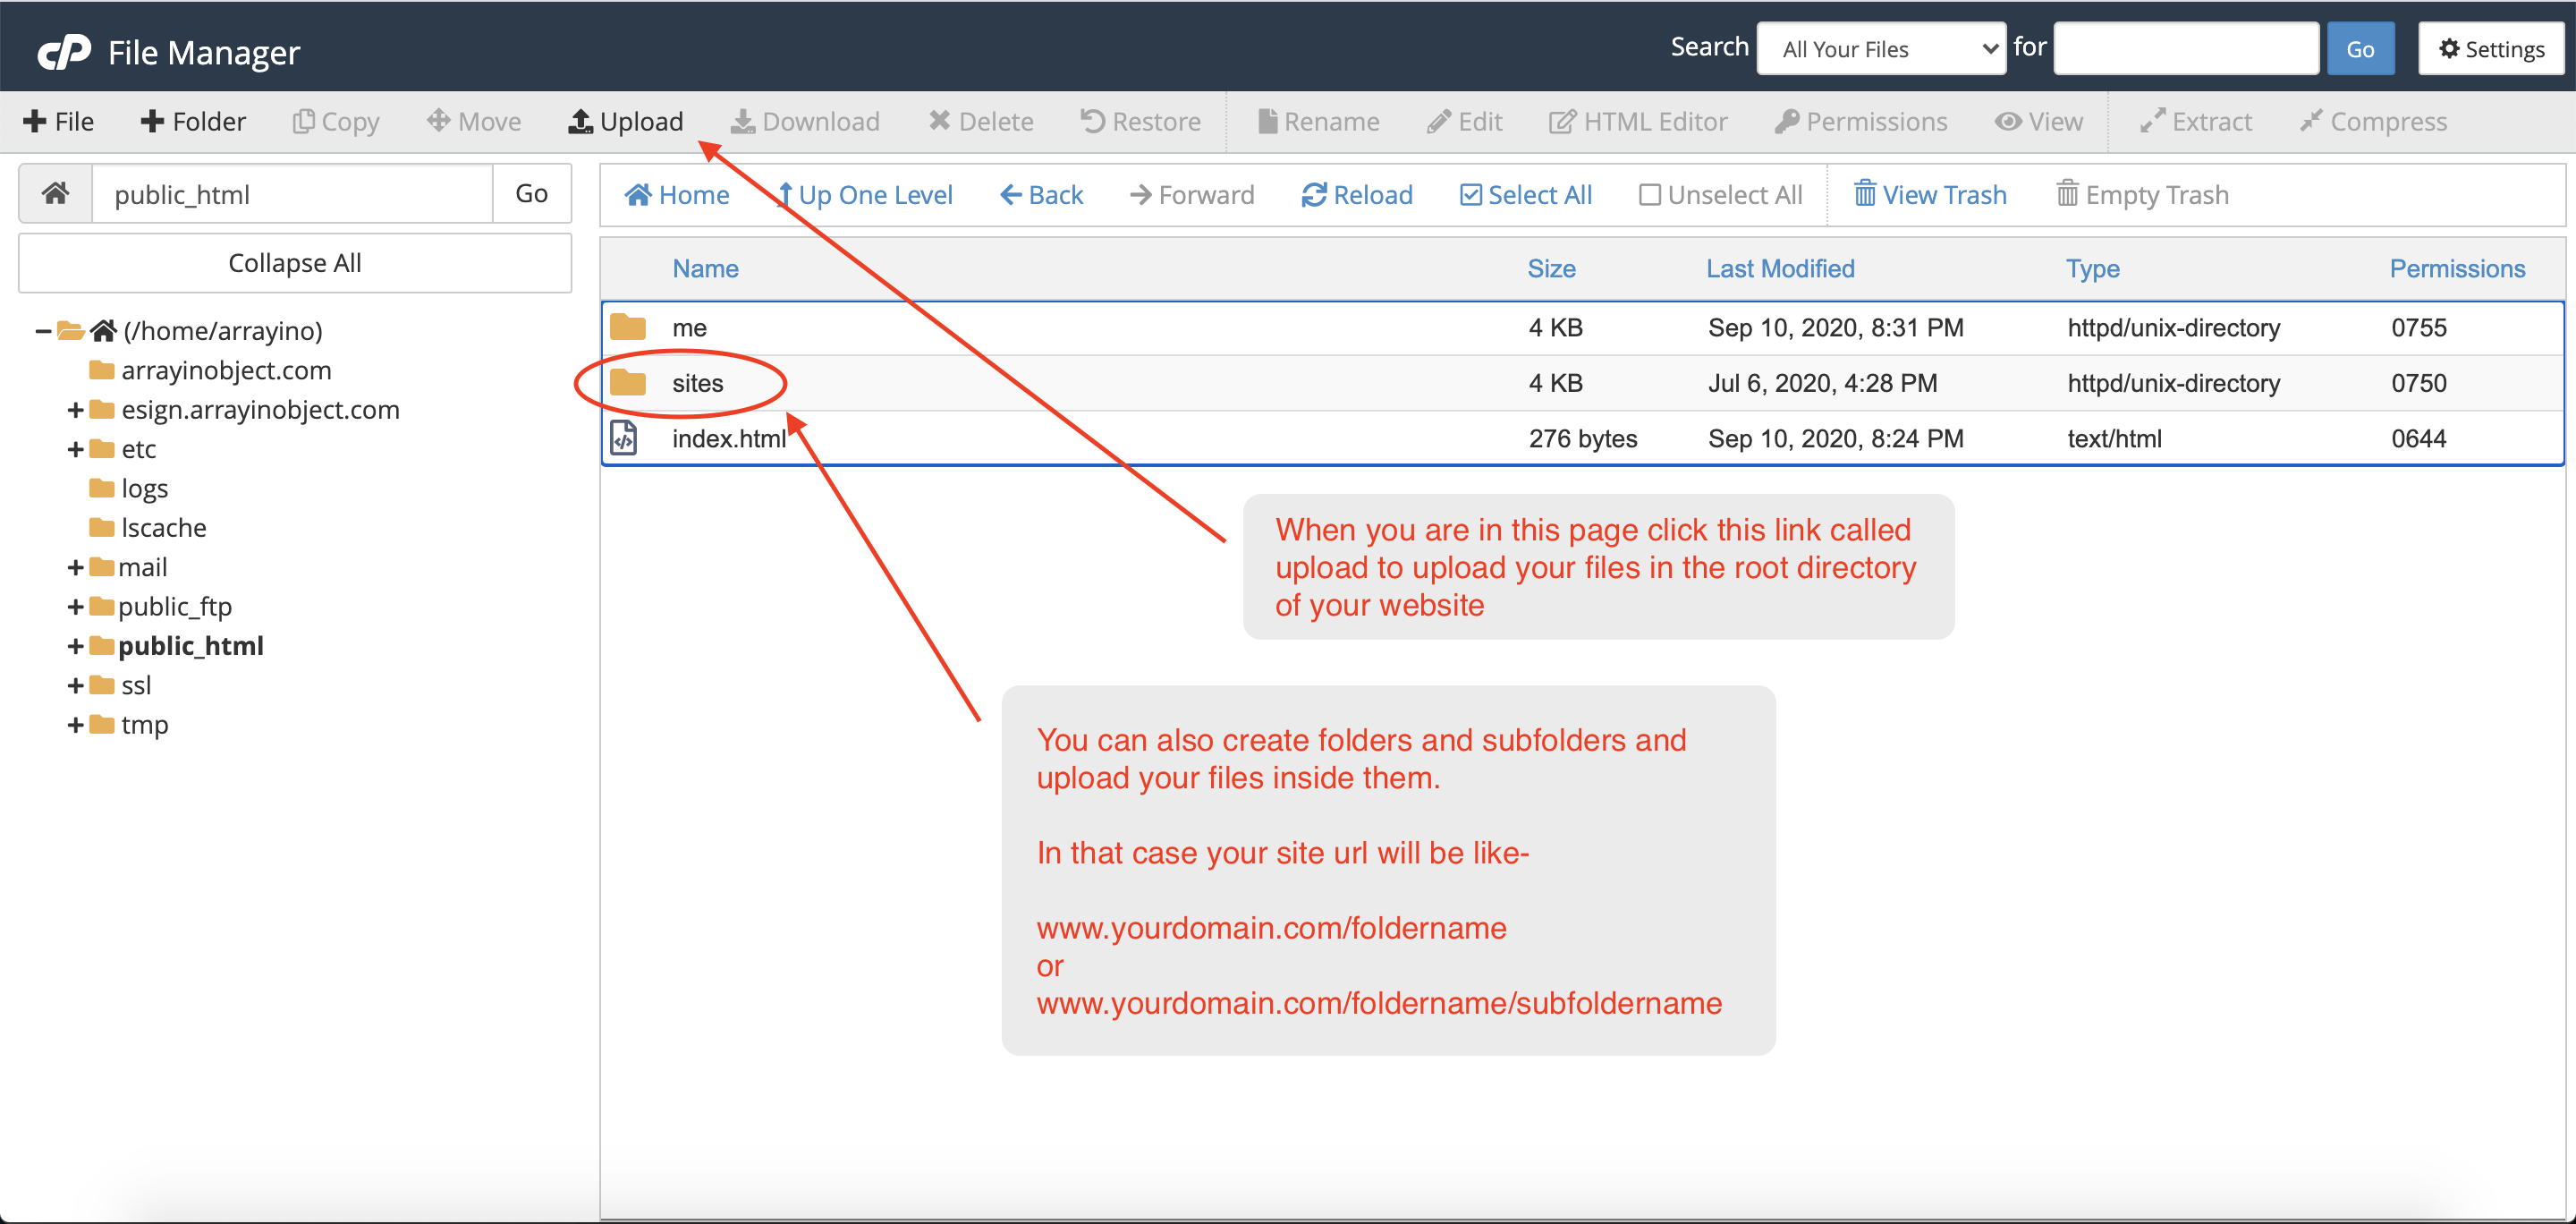 cP File Manager
Search All Your Files for Go Settings
File Folder Copy Move Upload Download Delete Restore Rename Edit HTML Editor Permissions View Extract Compress
public_html Go
Home Up One Level Back Forward Reload Select All Unselect All View Trash Empty Trash
Collapse All
(/home/arrayino)
arrayinobject.com
esign.arrayinobject.com
etc
logs
lscache
mail
public_ftp
public_html
ssl
tmp
Name Size Last Modified Type Permissions
me 4 KB Sep 10, 2020, 8:31 PM httpd/unix-directory 0755
sites 4 KB Jul 6, 2020, 4:28 PM httpd/unix-directory 0750
index.html 276 bytes Sep 10, 2020, 8:24 PM text/html 0644
When you are in this page click this link called
upload to upload your files in the root directory
of your website
You can also create folders and subfolders and
upload your files inside them.
In that case your site url will be like-
www.yourdomain.com/foldername
or
www.yourdomain.com/foldername/subfoldername